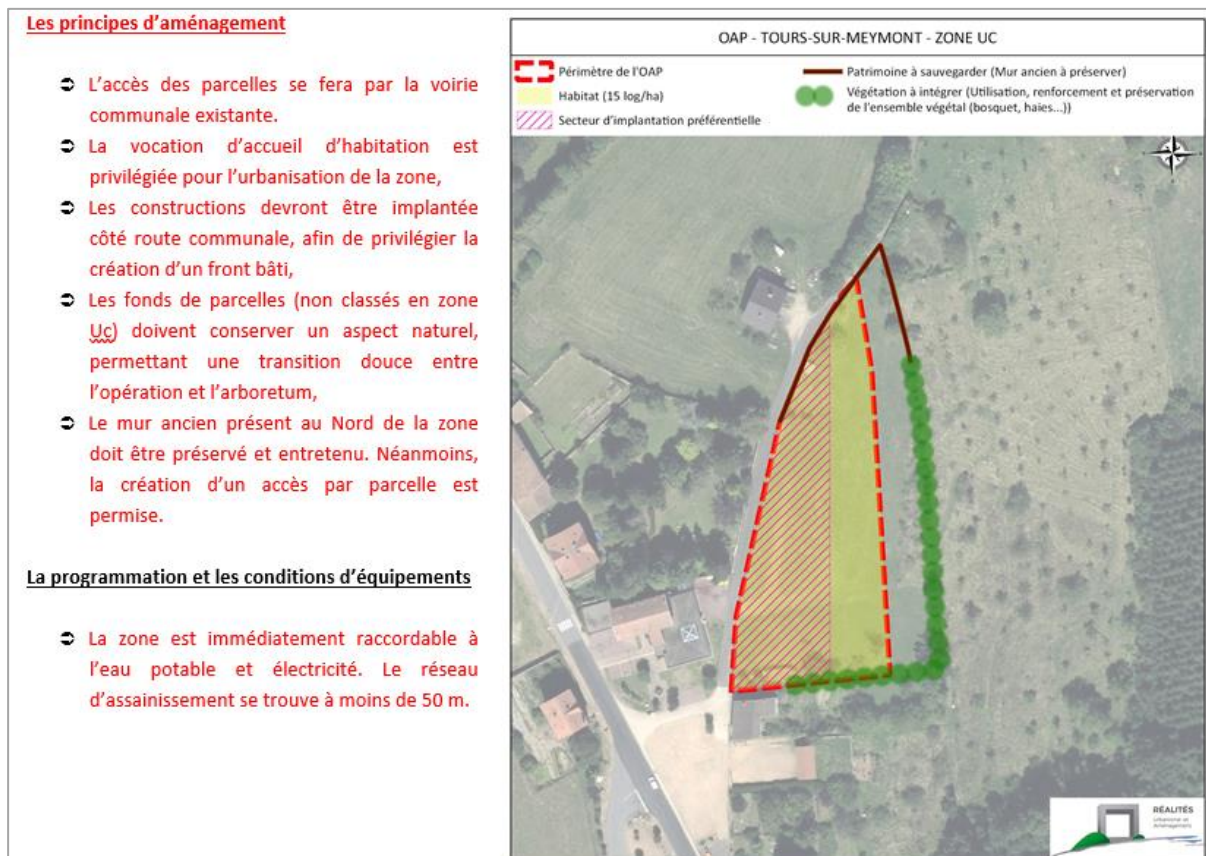 Les principes d'aménagement
➲ L'accès des parcelles se fera par la voirie
communale existante.
➲ La vocation d'accueil d'habitation est
privilégiée pour l'urbanisation de la zone,
➲ Les constructions devront être implantée
côté route communale, afin de privilégier la
création d'un front bâti,
➲ Les fonds de parcelles (non classés en zone
Uc) doivent conserver un aspect naturel,
permettant une transition douce entre
l'opération et l'arboretum,
➲ Le mur ancien présent au Nord de la zone
doit être préservé et entretenu. Néanmoins,
la création d'un accès par parcelle est
permise.
La programmation et les conditions d'équipements
➲ La zone est immédiatement raccordable à
l'eau potable et électricité. Le réseau
d'assainissement se trouve à moins de 50 m.
OAP - TOURS-SUR-MEYMONT - ZONE UC
Périmètre de l'OAP
Habitat (15 log/ha)
Secteur d'implantation préférentielle
Patrimoine à sauvegarder (Mur ancien à préserver)
Végétation à intégrer (Utilisation, renforcement et préservation
de l'ensemble végétal (bosquet, haies...))
RÉALITÉS
Urbanisme et
Aménagement